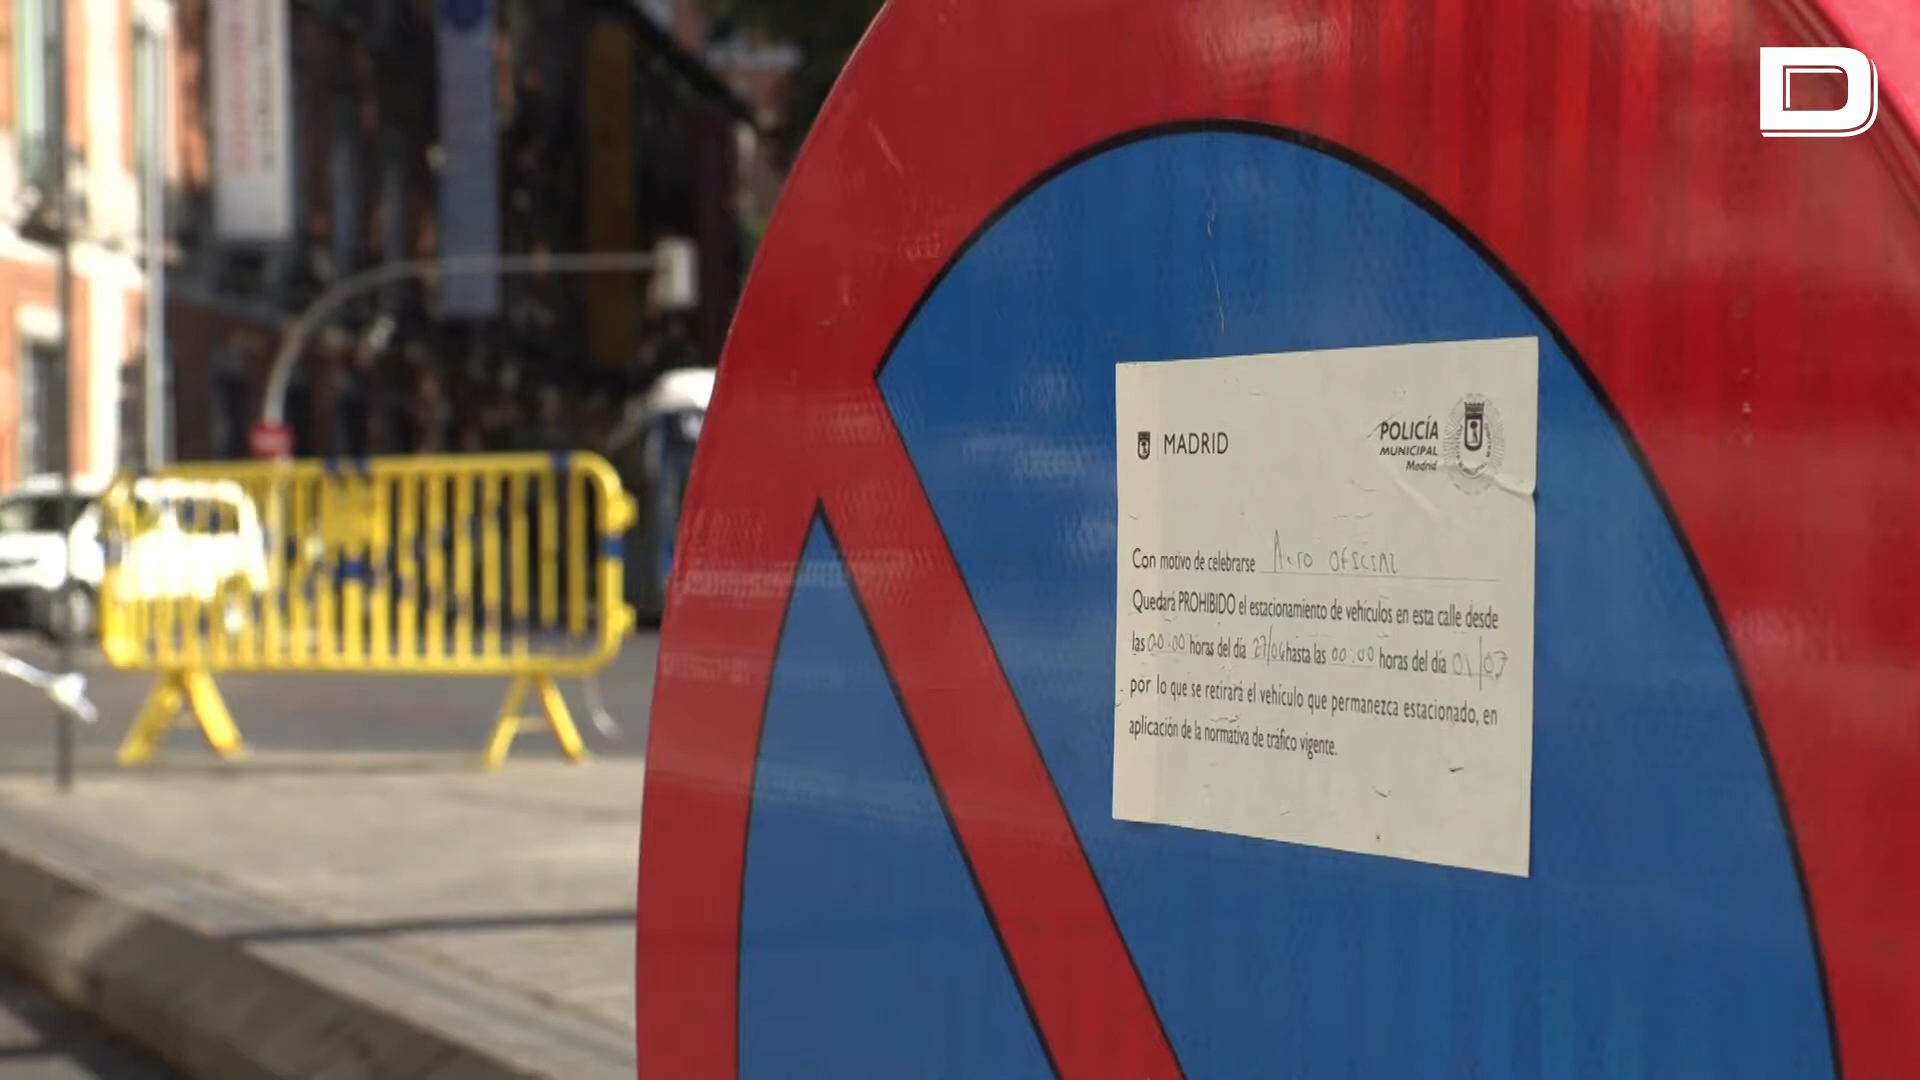 D
MADRID
POLICÍA
MUNICIPAL
Madrid
Con motivo de celebrarse Acto OFICIAL
Quedará PROHIBIDO el estacionamiento de vehículos en esta calle desde
las 00:00 horas del día 27/06 hasta las 00:00 horas del día 01/07
por lo que se retirará el vehículo que permanezca estacionado, en
aplicación de la normativa de tráfico vigente.